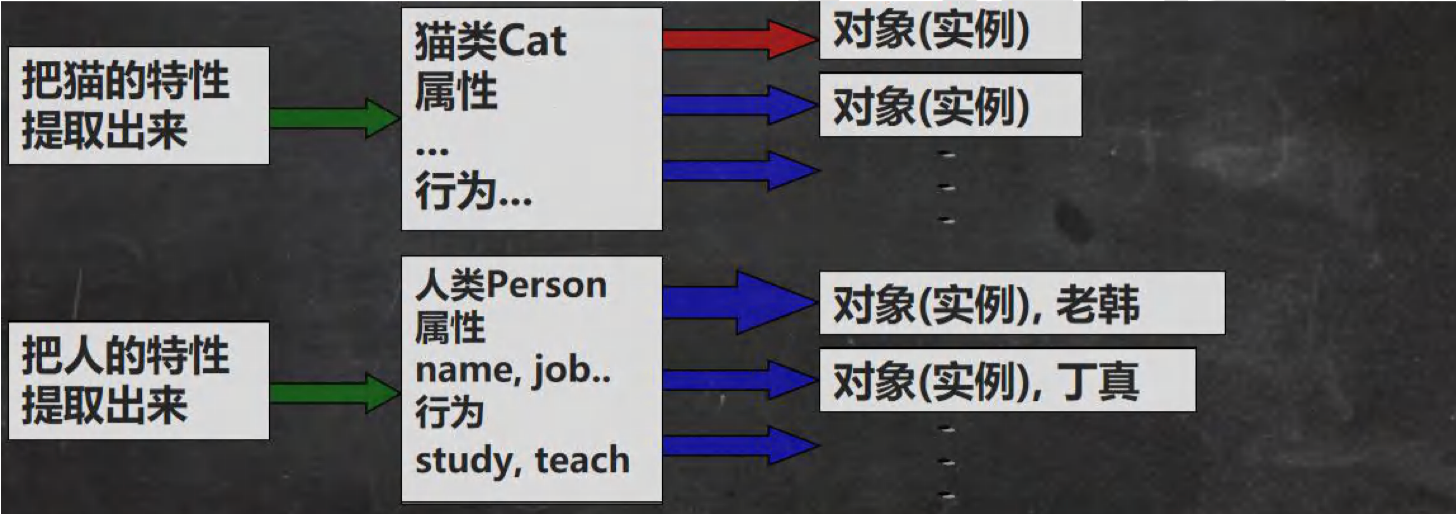 把猫的特性
提取出来
猫类Cat
属性
...
行为...
对象(实例)
对象(实例)
把人的特性
提取出来
人类Person
属性
name, job..
行为
study, teach
对象(实例), 老韩
对象(实例), 丁真